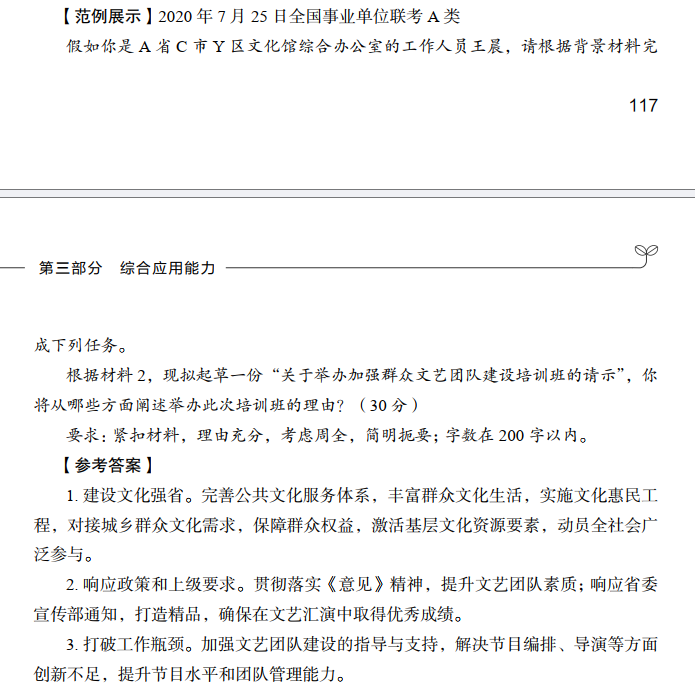 【范例展示】2020 年 7 月 25 日全国事业单位联考 A 类
假如你是 A 省 C 市 Y 区文化馆综合办公室的工作人员王晨，请根据背景材料完
117
第三部分 综合应用能力
成下列任务。
根据材料 2，现拟起草一份“关于举办加强群众文艺团队建设培训班的请示”，你
将从哪些方面阐述举办此次培训班的理由？（30 分）
要求：紧扣材料，理由充分，考虑周全，简明扼要；字数在 200 字以内。
【参考答案】
1. 建设文化强省。完善公共文化服务体系，丰富群众文化生活，实施文化惠民工
程，对接城乡群众文化需求，保障群众权益，激活基层文化资源要素，动员全社会广
泛参与。
2. 响应政策和上级要求。贯彻落实《意见》精神，提升文艺团队素质；响应省委
宣传部通知，打造精品，确保在文艺汇演中取得优秀成绩。
3. 打破工作瓶颈。加强文艺团队建设的指导与支持，解决节目编排、导演等方面
创新不足，提升节目水平和团队管理能力。